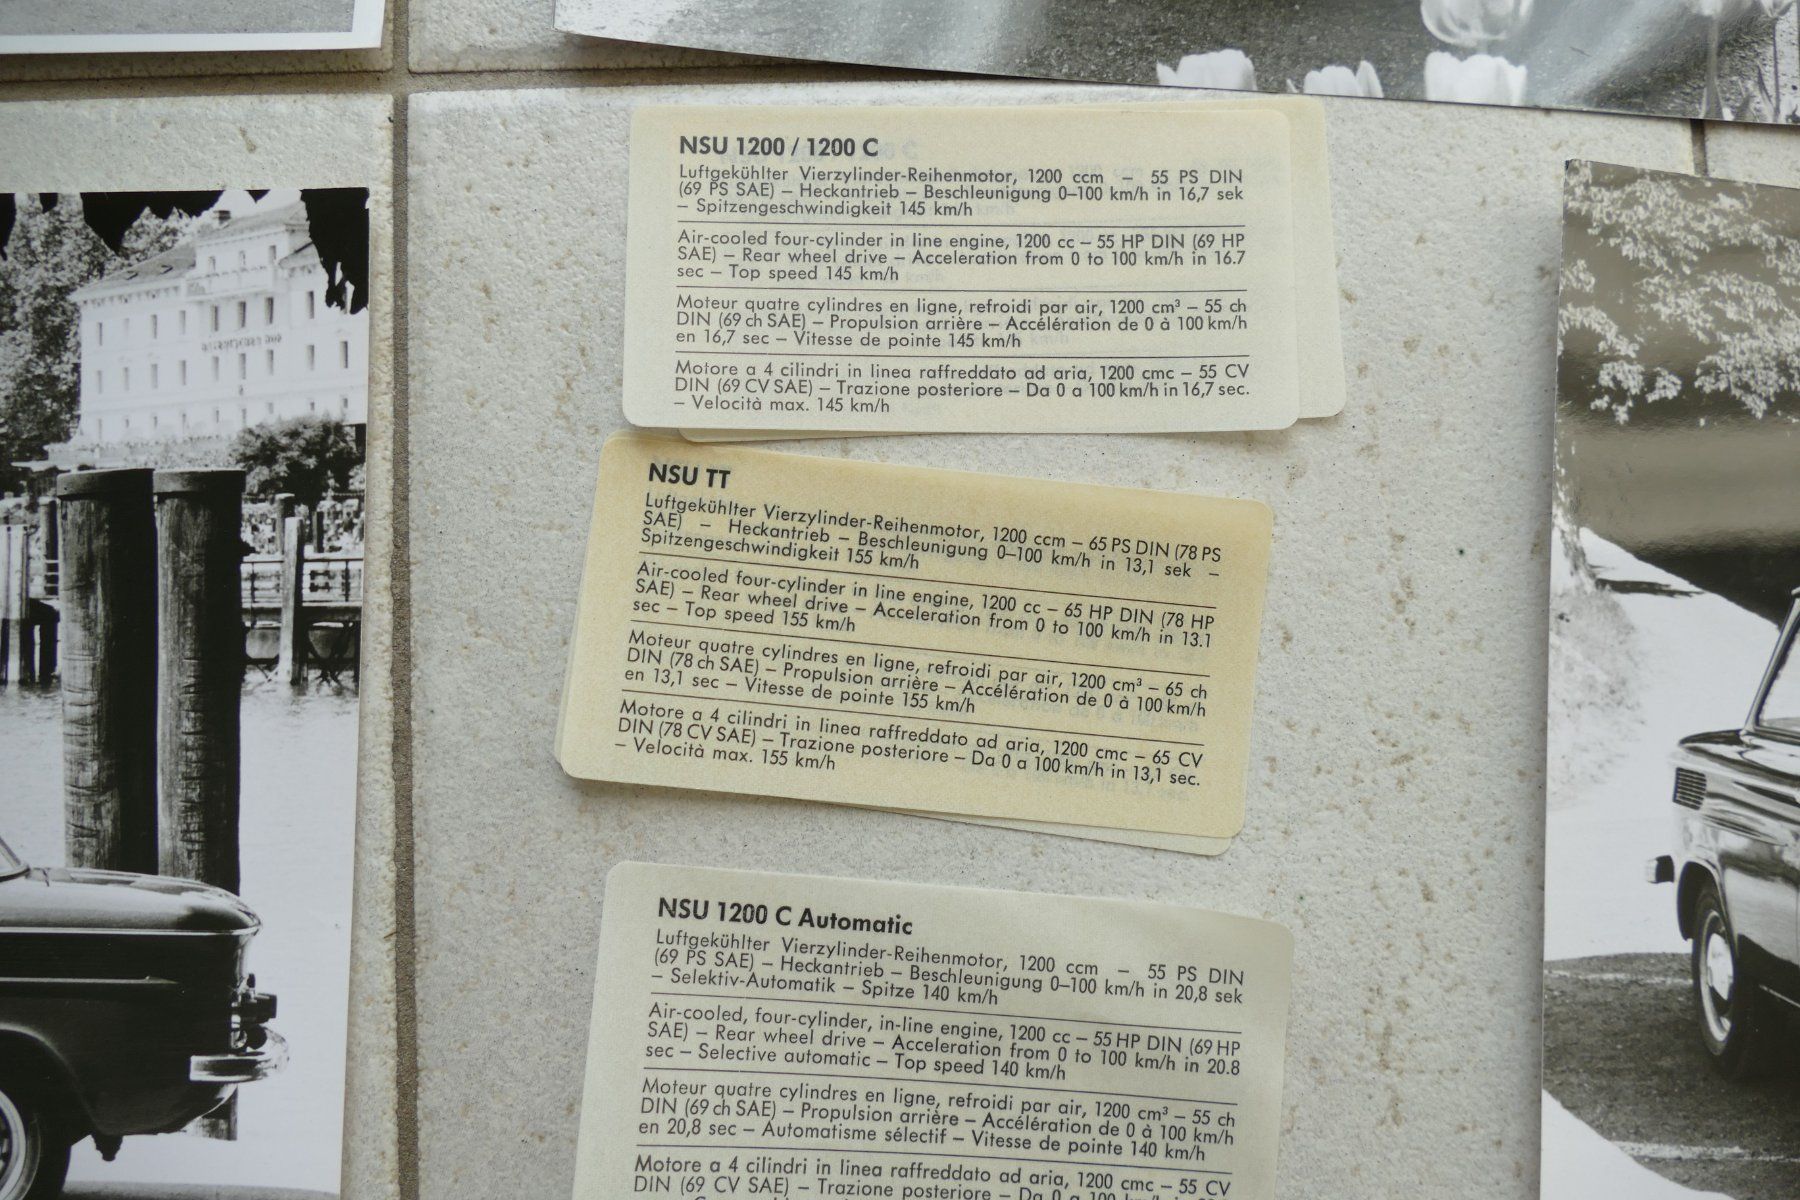 NSU 1200 / 1200 C
Luftgekühlter Vierzylinder-Reihenmotor, 1200 ccm – 55 PS DIN
(69 PS SAE) – Heckantrieb – Beschleunigung 0–100 km/h in 16,7 sek
– Spitzengeschwindigkeit 145 km/h
Air-cooled four-cylinder in line engine, 1200 cc – 55 HP DIN (69 HP
SAE) – Rear wheel drive – Acceleration from 0 to 100 km/h in 16.7
sec – Top speed 145 km/h
Moteur quatre cylindres en ligne, refroidi par air, 1200 cm³ – 55 ch
DIN (69 ch SAE) – Propulsion arrière – Accélération de 0 à 100 km/h
en 16,7 sec – Vitesse de pointe 145 km/h
Motore a 4 cilindri in linea raffreddato ad aria, 1200 cmc – 55 CV
DIN (69 CV SAE) – Trazione posteriore – Da 0 a 100 km/h in 16,7 sec.
– Velocità max. 145 km/h
NSU TT
Luftgekühlter Vierzylinder-Reihenmotor, 1200 ccm – 65 PS DIN (78 PS
SAE) – Heckantrieb – Beschleunigung 0–100 km/h in 13,1 sek –
Spitzengeschwindigkeit 155 km/h
Air-cooled four-cylinder in line engine, 1200 cc – 65 HP DIN (78 HP
SAE) – Rear wheel drive – Acceleration from 0 to 100 km/h in 13.1
sec – Top speed 155 km/h
Moteur quatre cylindres en ligne, refroidi par air, 1200 cm³ – 65 ch
DIN (78 ch SAE) – Propulsion arrière – Accélération de 0 à 100 km/h
en 13,1 sec – Vitesse de pointe 155 km/h
Motore a 4 cilindri in linea raffreddato ad aria, 1200 cmc – 65 CV
DIN (78 CV SAE) – Trazione posteriore – Da 0 a 100 km/h in 13,1 sec.
– Velocità max. 155 km/h
NSU 1200 C Automatic
Luftgekühlter Vierzylinder-Reihenmotor, 1200 ccm – 55 PS DIN
(69 PS SAE) – Heckantrieb – Beschleunigung 0–100 km/h in 20,8 sek
– Selektiv-Automatik – Spitze 140 km/h
Air-cooled, four-cylinder, in-line engine, 1200 cc – 55 HP DIN (69 HP
SAE) – Rear wheel drive – Acceleration from 0 to 100 km/h in 20.8
sec – Selective automatic – Top speed 140 km/h
Moteur quatre cylindres en ligne, refroidi par air, 1200 cm³ – 55 ch
DIN (69 ch SAE) – Propulsion arrière – Accélération de 0 à 100 km/h
en 20,8 sec – Automatisme sélectif – Vitesse de pointe 140 km/h
Motore a 4 cilindri in linea raffreddato ad aria, 1200 cmc – 55 CV
DIN (69 CV SAE) – Trazione posteriore – Da 0 a 100 km/h in